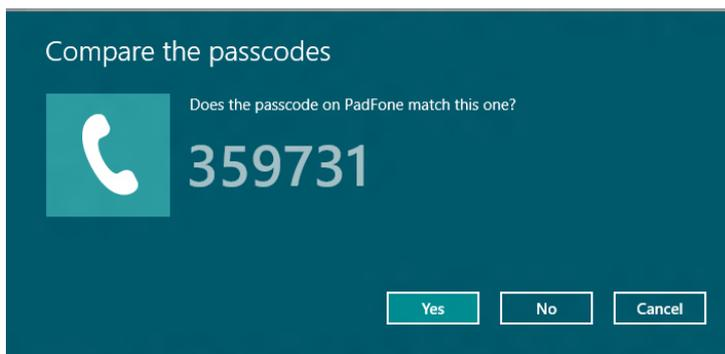 Compare the passcodes
Does the passcode on PadFone match this one?
359731
Yes No Cancel